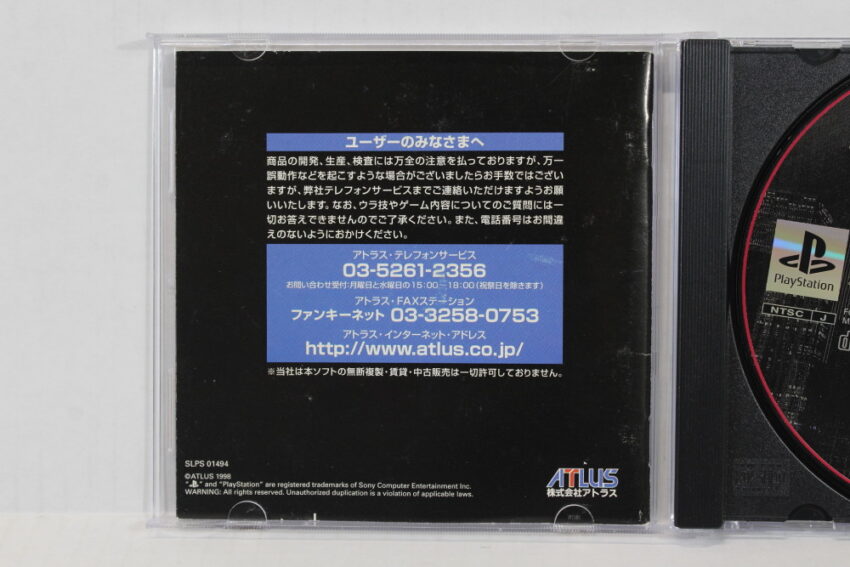 ユーザーのみなさまへ
商品の開発、生産、検査には万全の注意を払っておりますが、万一
誤動作などを起こすような場合がございましたらお手数ではござい
ますが、弊社テレフォンサービスまでご連絡いただけますようお願
いいたします。なお、ウラ技やゲーム内容についてのご質問には一
切お答えできませんのでご了承ください。また、電話番号はお間違
えのないようにおかけください。
アトラス・テレフォンサービス
03-5261-2356
お問い合わせ受付:月曜日と水曜日の15:00─18:00(祝祭日を除きます)
アトラス・FAXステーション
ファンキーネット 03-3258-0753
アトラス・インターネット・アドレス
http://www.atlus.co.jp/
※当社は本ソフトの無断複製・賃貸・中古販売は一切許可しておりません。
SLPS 01494
©ATLUS 1998
" " and "PlayStation" are registered trademarks of Sony Computer Entertainment Inc.
WARNING: All rights reserved. Unauthorized duplication is a violation of applicable laws.
ATLUS
株式会社アトラス
PlayStation
NTSC J